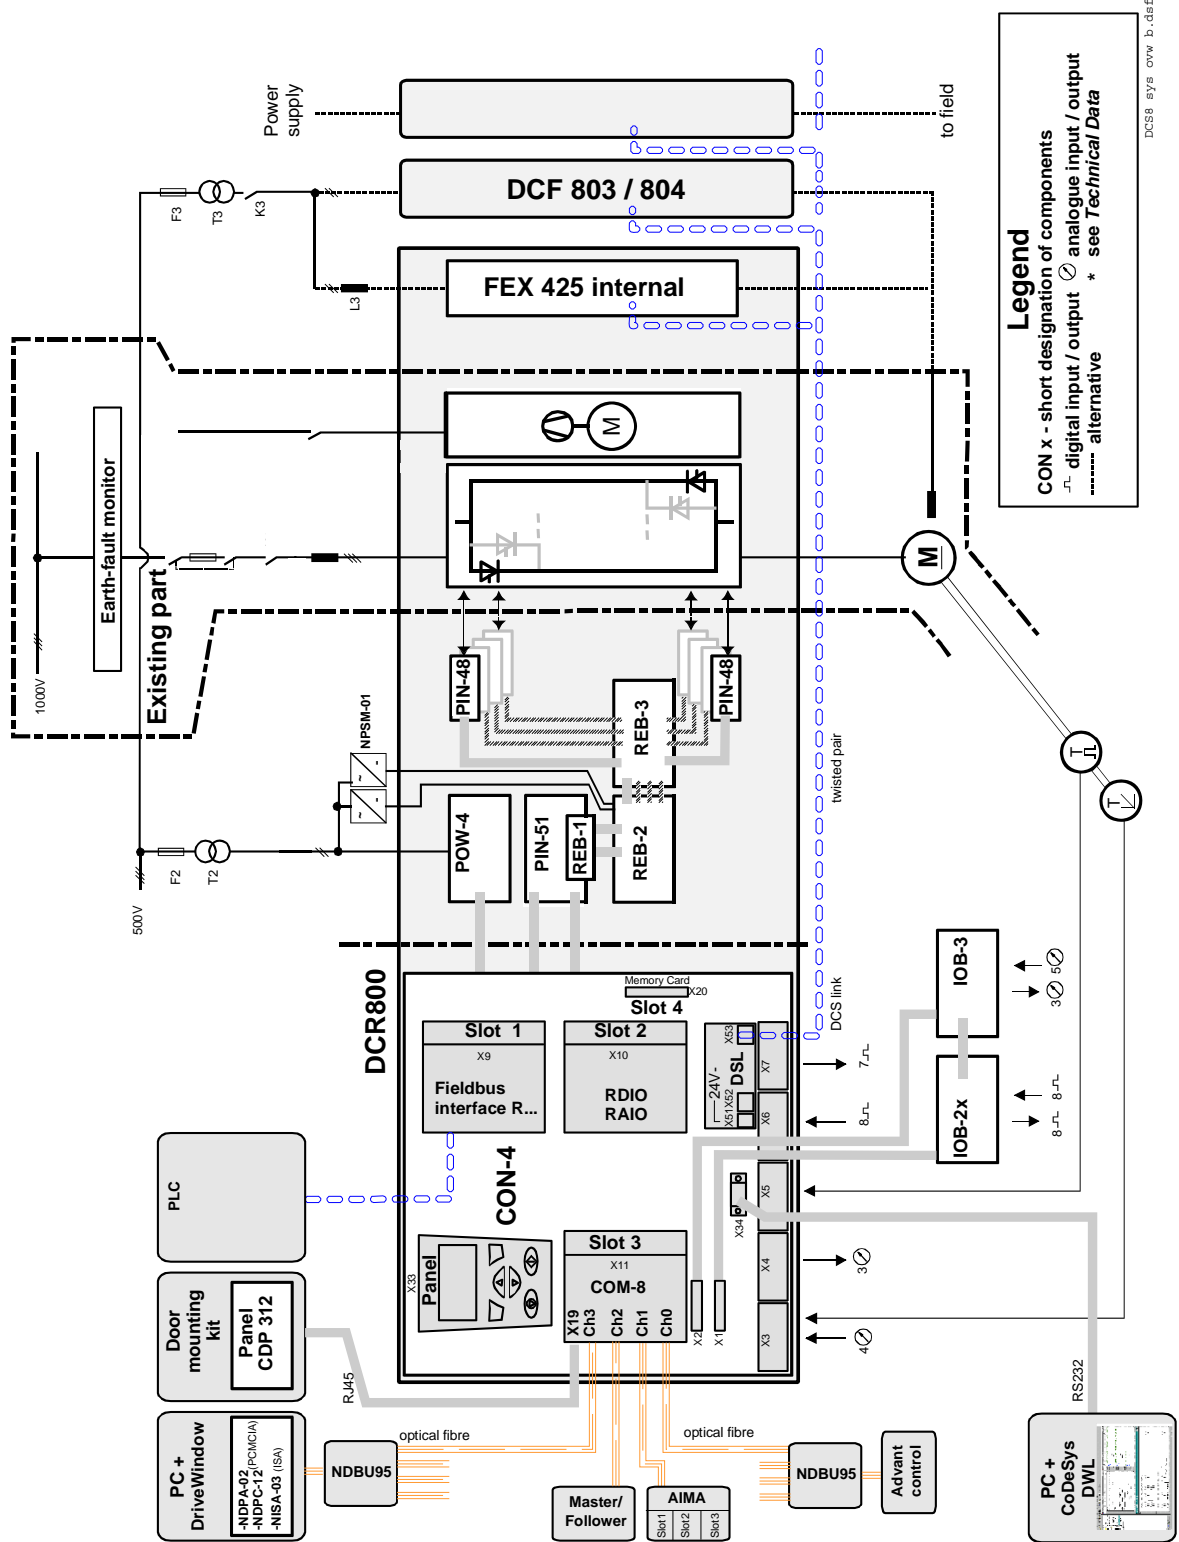 Power
supply
to field
DCF 803 / 804
F3
T3
K3
L3
FEX 425 internal
Legend
CON x - short designation of components
digital input / output
analogue input / output
alternative
* see Technical Data
DCS8 sys ovw b.dsf
1000V
Earth-fault monitor
Existing part
M
M
500V
F2
T2
NPSM-01
~
-
~
-
PIN-48
PIN-48
REB-3
POW-4
PIN-51
REB-1
REB-2
twisted pair
T
T
DCR800
Memory Card
X20
Slot 4
Slot 1
X9
Fieldbus
interface R...
Slot 2
X10
RDIO
RAIO
X53
DSL
24V-
X51
X52
DCS link
X7
X6
X5
X4
X3
7
8
IOB-3
3
5
IOB-2x
8
8
CON-4
X33
Panel
Slot 3
X11
COM-8
X19
Ch3
Ch2
Ch1
Ch0
X34
X2
X1
3
4
PLC
Door
mounting
kit
Panel
CDP 312
RJ45
PC +
DriveWindow
-NDPA-02
-NDPC-12 (PCMCIA)
-NISA-03 (ISA)
NDBU95
optical fibre
Master/
Follower
AIMA
Slot1
Slot2
Slot3
optical fibre
NDBU95
Advant
control
RS232
PC +
CoDeSys
DWL